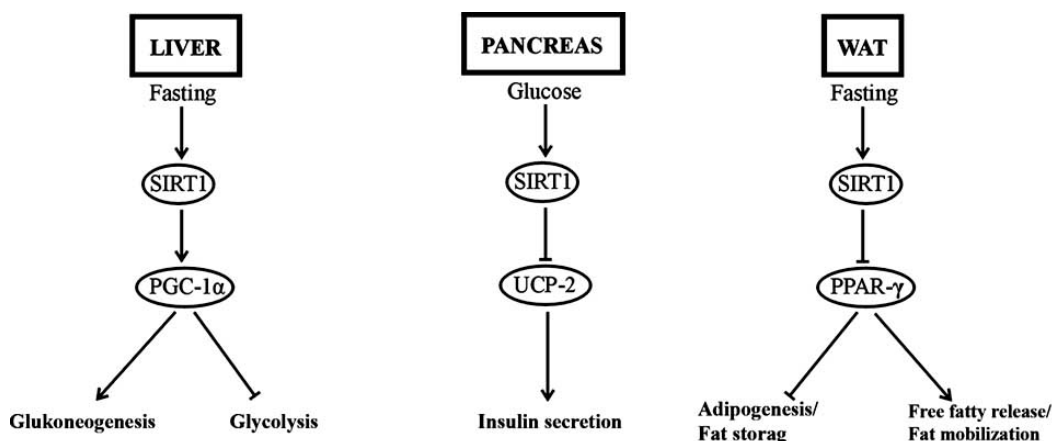 LIVER
Fasting
SIRT1
PGC-1α
Glukoneogenesis
Glycolysis
PANCREAS
Glucose
SIRT1
UCP-2
Insulin secretion
WAT
Fasting
SIRT1
PPAR-γ
Adipogenesis/
Fat storag
Free fatty release/
Fat mobilization